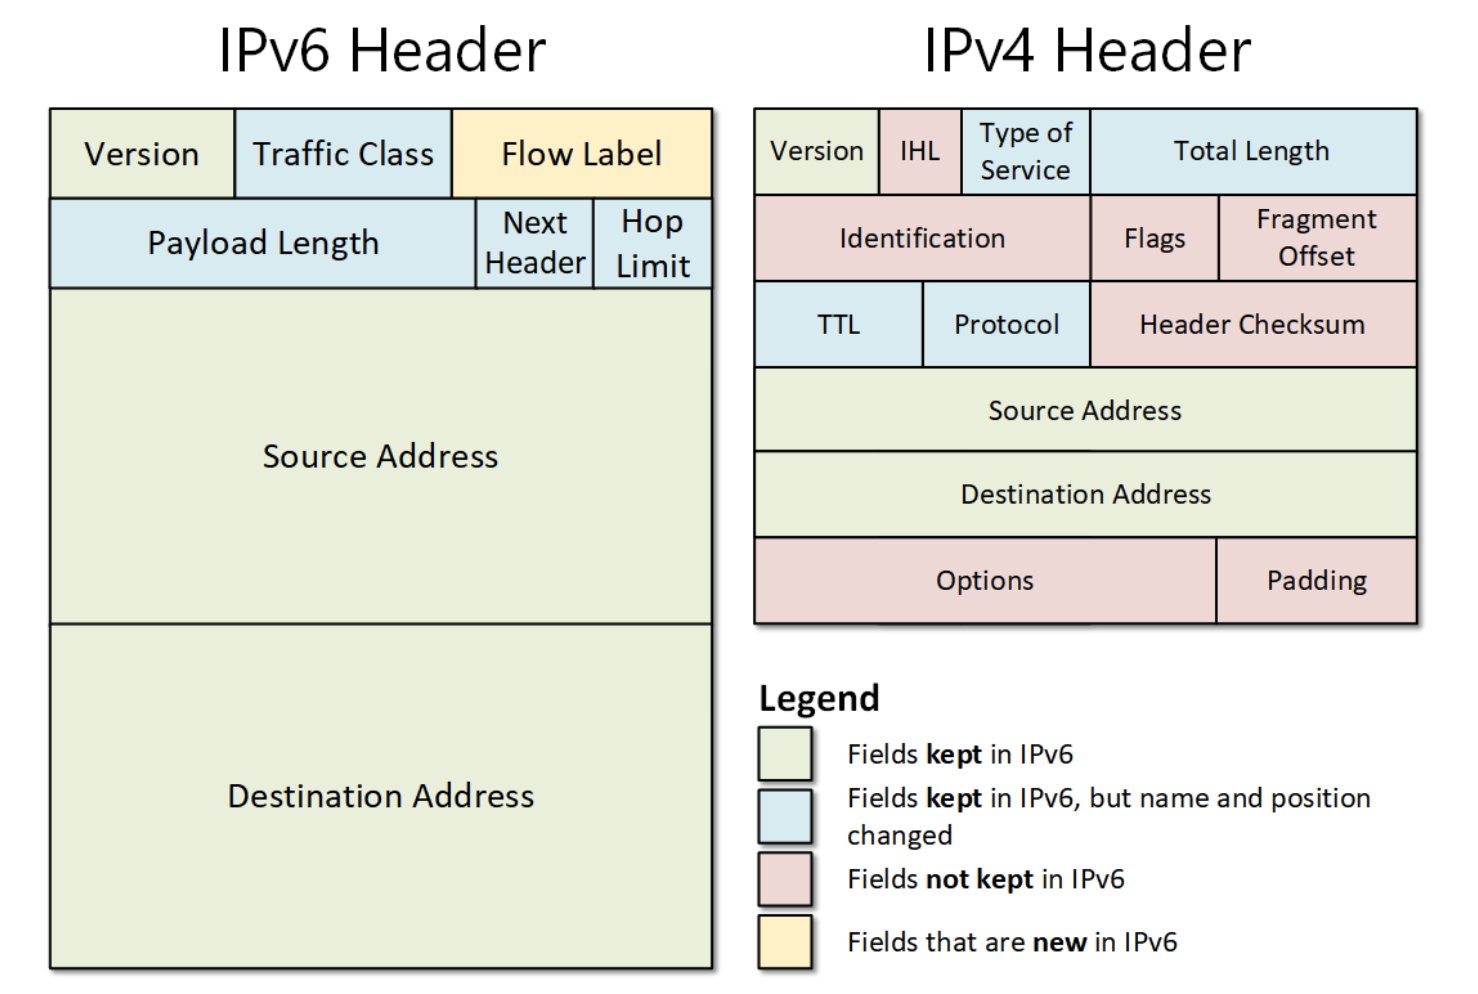 IPv6 Header
Version
Traffic Class
Flow Label
Payload Length
Next
Header
Hop
Limit
Source Address
Destination Address
IPv4 Header
Version
IHL
Type of
Service
Total Length
Identification
Flags
Fragment
Offset
TTL
Protocol
Header Checksum
Source Address
Destination Address
Options
Padding
Legend
Fields kept in IPv6
Fields kept in IPv6, but name and position
changed
Fields not kept in IPv6
Fields that are new in IPv6